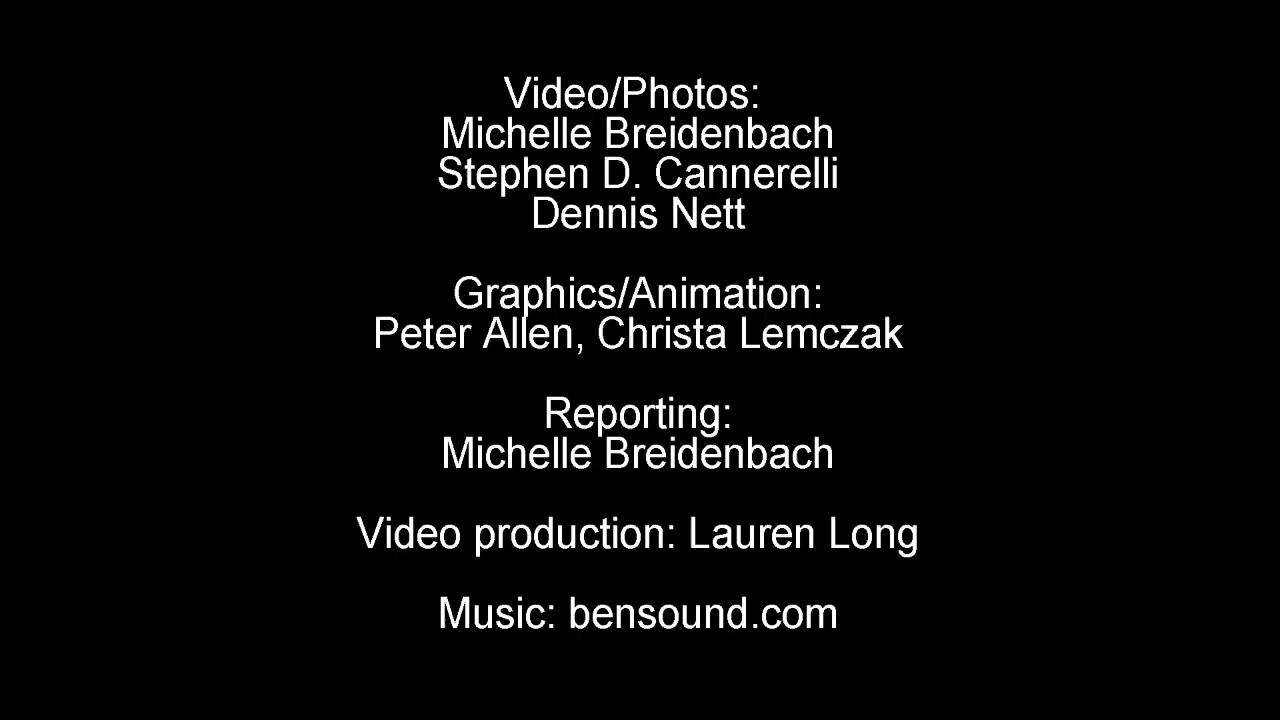 Video/Photos:
Michelle Breidenbach
Stephen D. Cannerelli
Dennis Nett
Graphics/Animation:
Peter Allen, Christa Lemczak
Reporting:
Michelle Breidenbach
Video production: Lauren Long
Music: bensound.com